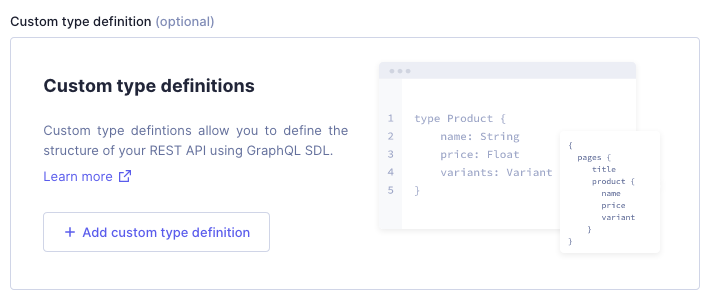 Custom type definition (optional)
Custom type definitions
Custom type defintions allow you to define the
structure of your REST API using GraphQL SDL.
Learn more
+ Add custom type definition
1 type Product {
2 name: String
3 price: Float
4 variants: Variant
5 }
{
pages {
title
product {
name
price
variant
}
}